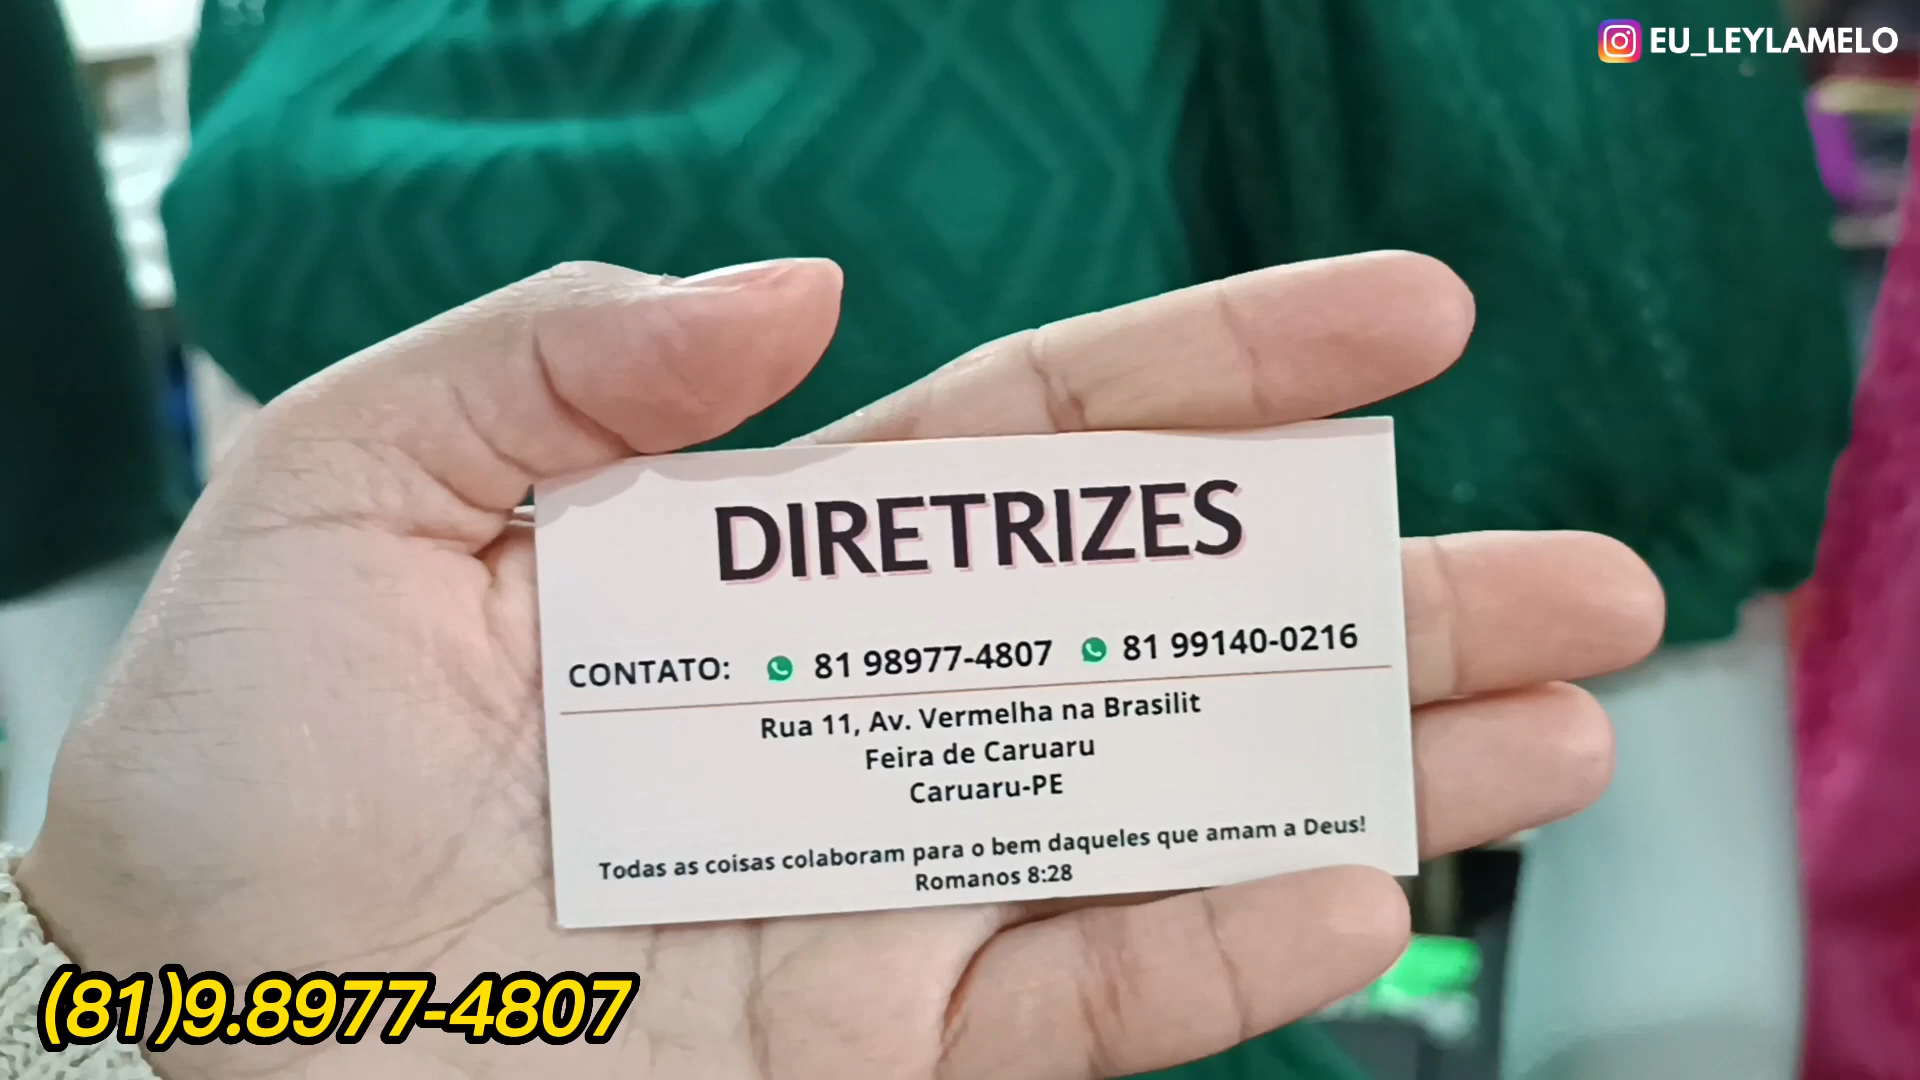 EU_LEYLAMELO
DIRETRIZES
CONTATO: 81 98977-4807 81 99140-0216
Rua 11, Av. Vermelha na Brasilit
Feira de Caruaru
Caruaru-PE
Todas as coisas colaboram para o bem daqueles que amam a Deus!
Romanos 8:28
(81)9.8977-4807